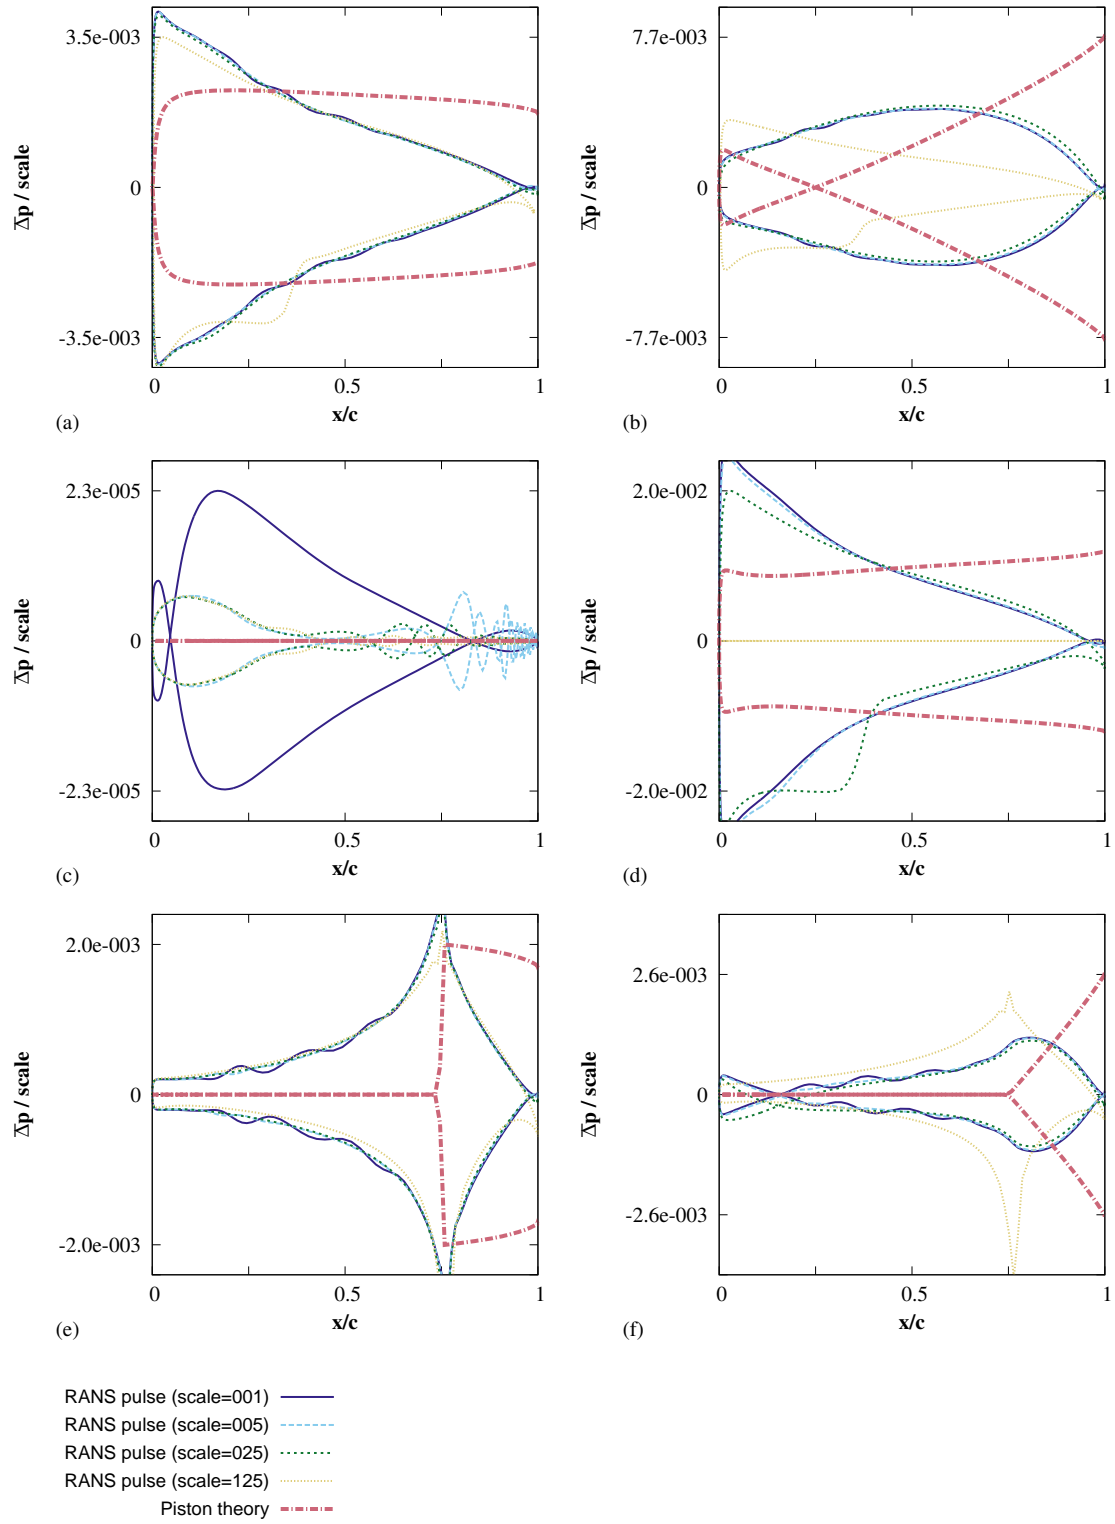 3.5e-003
0
-3.5e-003
Δp / scale
0
0.5
1
x/c
(a)
7.7e-003
0
-7.7e-003
Δp / scale
0
0.5
1
x/c
(b)
2.3e-005
0
-2.3e-005
Δp / scale
0
0.5
1
x/c
(c)
2.0e-002
0
-2.0e-002
Δp / scale
0
0.5
1
x/c
(d)
2.0e-003
0
-2.0e-003
Δp / scale
0
0.5
1
x/c
(e)
2.6e-003
0
-2.6e-003
Δp / scale
0
0.5
1
x/c
(f)
RANS pulse (scale=001)
RANS pulse (scale=005)
RANS pulse (scale=025)
RANS pulse (scale=125)
Piston theory